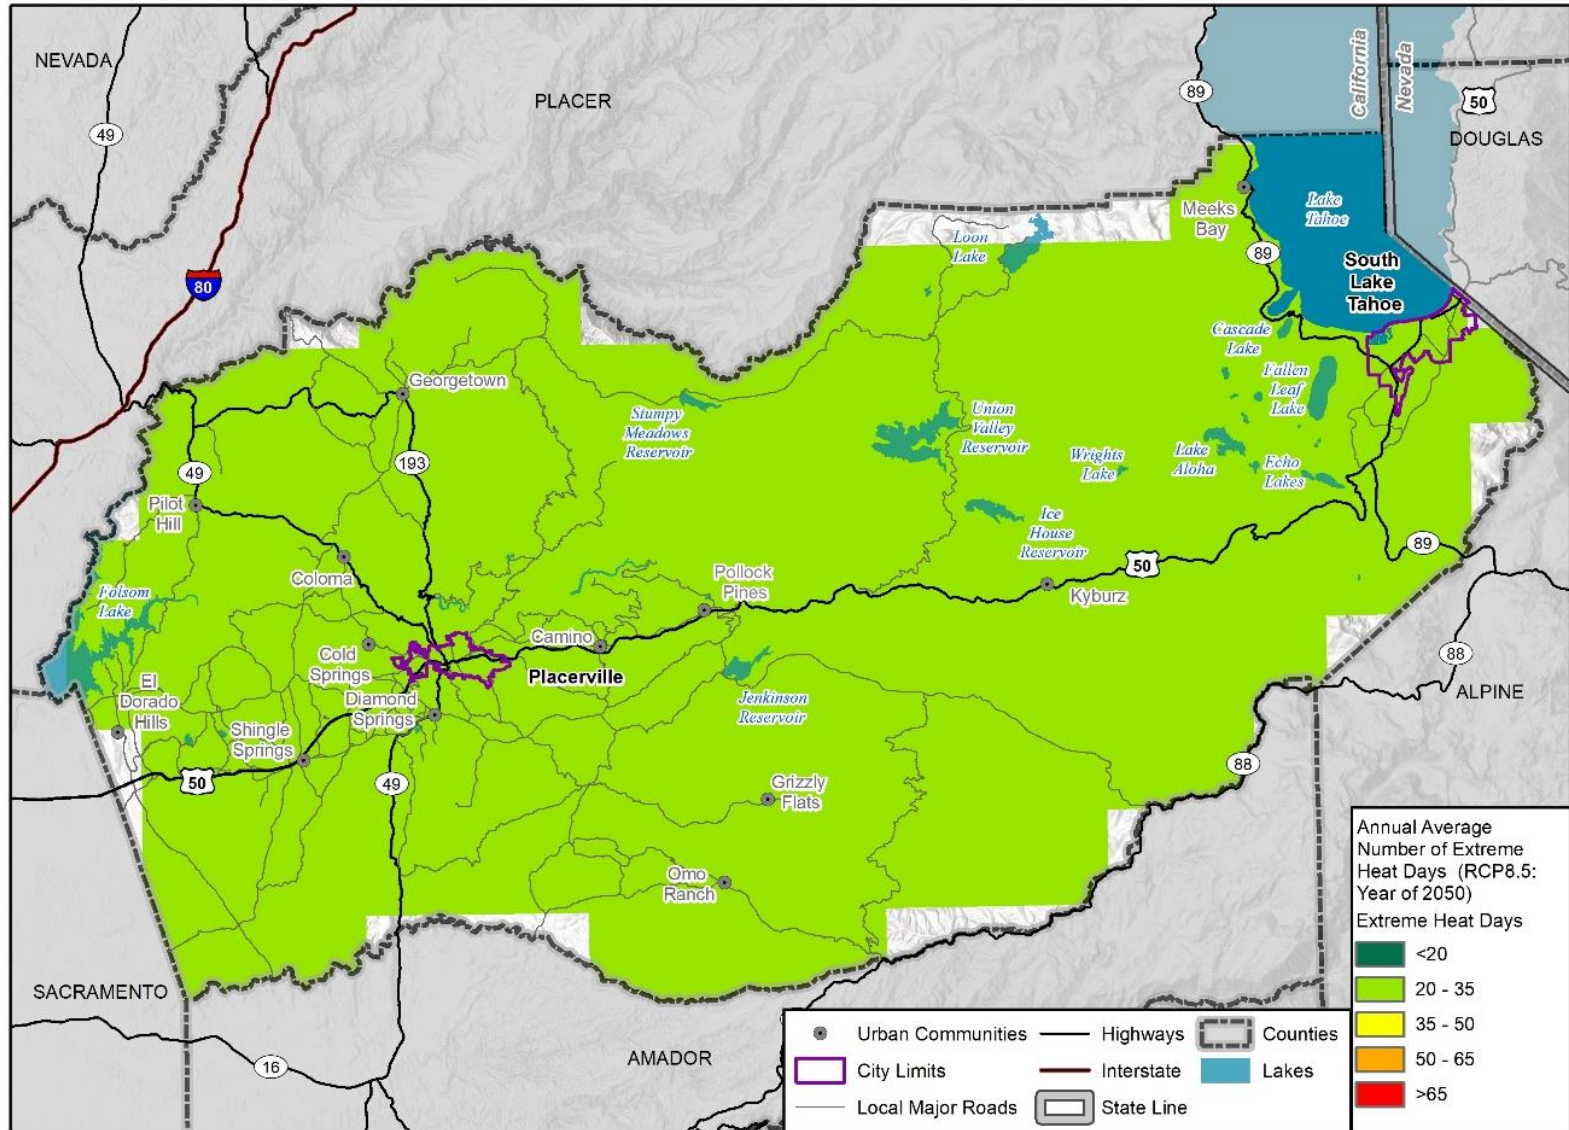 NEVADA
49
PLACER
89
California
Nevada
50
DOUGLAS
80
Meeks
Bay
Lake
Tahoe
Loon
Lake
89
South
Lake
Tahoe
Cascade
Lake
Georgetown
Fallen
Leaf
Lake
Stumpy
Meadows
Reservoir
Union
Valley
Reservoir
49
193
Wrights
Lake
Lake
Aloha
Echo
Lakes
Pilot
Hill
Ice
House
Reservoir
89
Coloma
50
Pollock
Pines
Kyburz
Folsom
Lake
Camino
88
Cold
Springs
Placerville
El
Dorado
Hills
Diamond
Springs
Jenkinson
Reservoir
ALPINE
Shingle
Springs
50
49
88
Grizzly
Flats
Omo
Ranch
SACRAMENTO
AMADOR
16
Annual Average
Number of Extreme
Heat Days (RCP8.5:
Year of 2050)
Extreme Heat Days
<20
20 - 35
35 - 50
50 - 65
>65
Urban Communities
Highways
Counties
City Limits
Interstate
Lakes
Local Major Roads
State Line